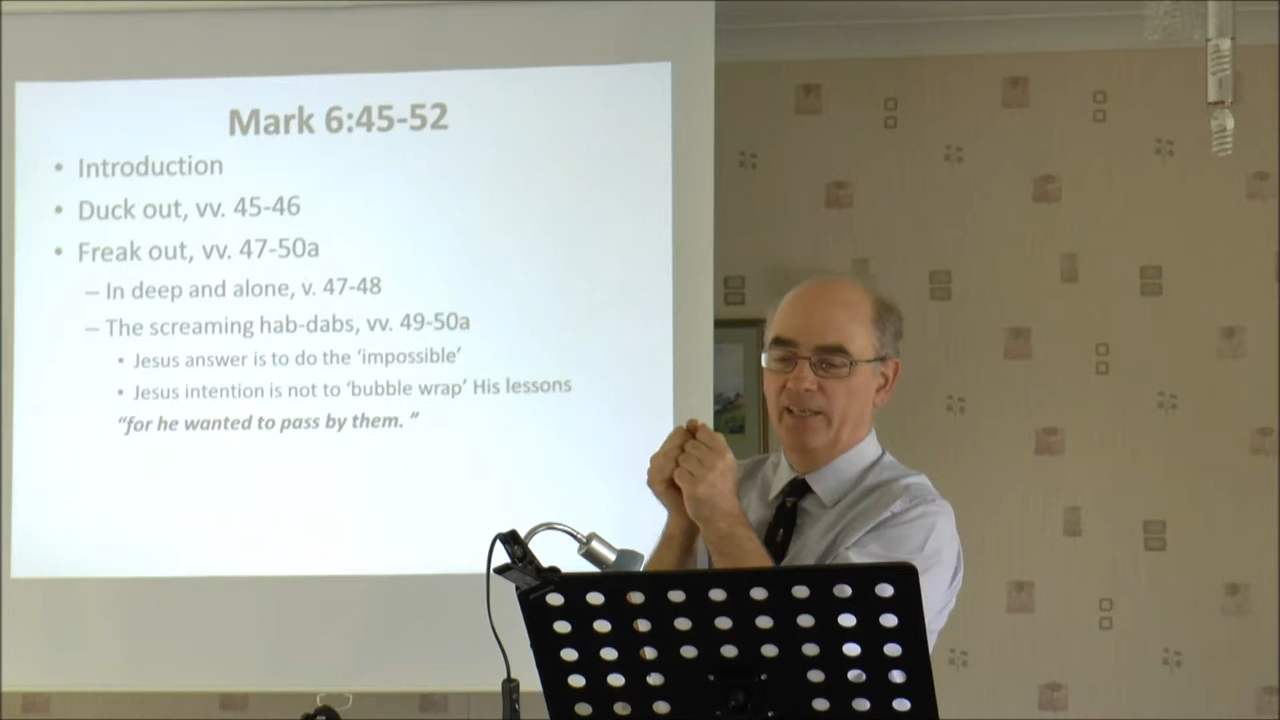 Mark 6:45-52
• Introduction
• Duck out, vv. 45-46
• Freak out, vv. 47-50a
– In deep and alone, v. 47-48
– The screaming hab-dabs, vv. 49-50a
• Jesus answer is to do the ‘impossible’
• Jesus intention is not to ‘bubble wrap’ His lessons
“for he wanted to pass by them. ”